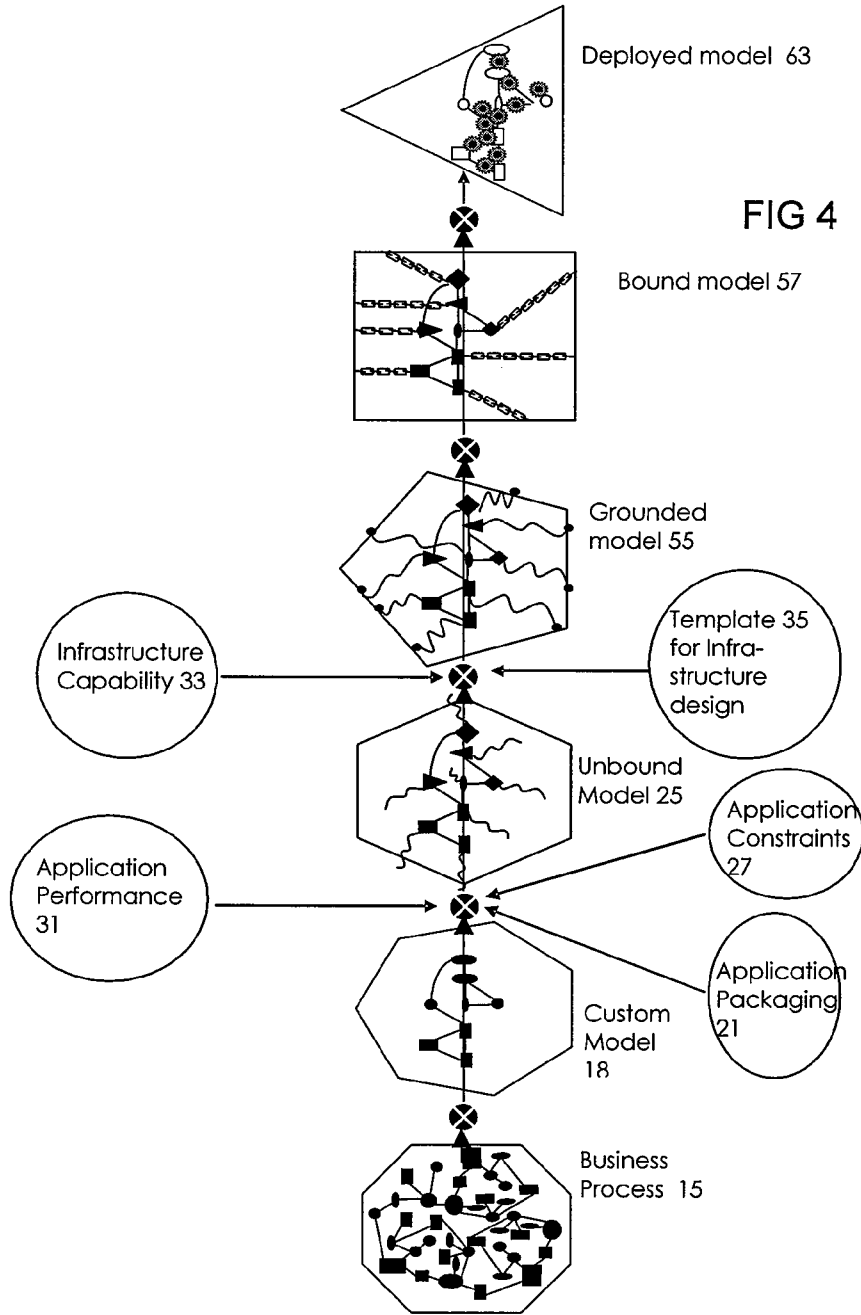 Deployed model 63
FIG 4
Bound model 57
Grounded
model 55
Infrastructure
Capability 33
Template 35
for Infra-
structure
design
Unbound
Model 25
Application
Constraints
27
Application
Performance
31
Application
Packaging
21
Custom
Model
18
Business
Process 15